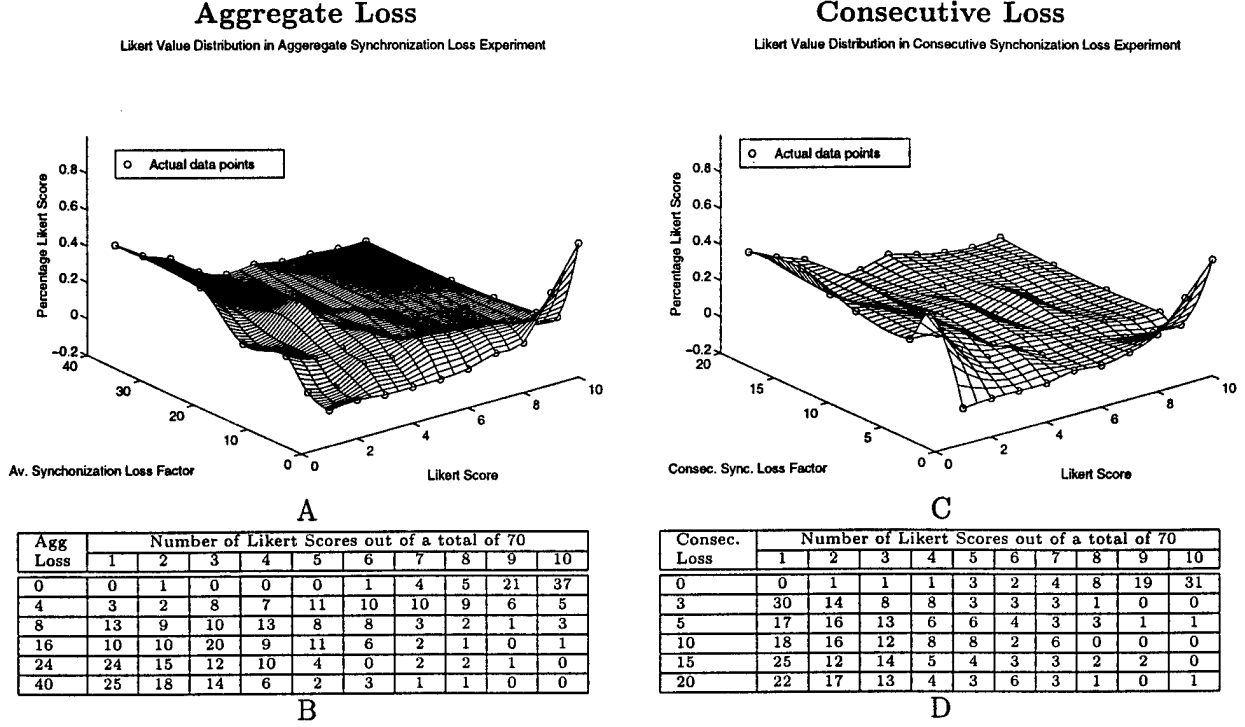 Aggregate Loss
Likert Value Distribution in Aggeregate Synchronization Loss Experiment
Actual data points
Percentage Likert Score
0.8
0.6
0.4
0.2
0
−0.2
40
30
20
10
0
0
2
4
6
8
10
Av. Synchonization Loss Factor
Likert Score
A
Agg Loss
Number of Likert Scores out of a total of 70
1 2 3 4 5 6 7 8 9 10
0 0 1 0 0 0 1 4 5 21 37
4 3 2 8 7 11 10 10 9 6 5
8 13 9 10 13 8 8 3 2 1 3
16 10 10 20 9 11 6 2 1 0 1
24 24 15 12 10 4 0 2 2 1 0
40 25 18 14 6 2 3 1 1 0 0
B
Consecutive Loss
Likert Value Distribution in Consecutive Synchonization Loss Experiment
Actual data points
Percentage Likert Score
0.8
0.6
0.4
0.2
0
−0.2
20
15
10
5
0
0
2
4
6
8
10
Consec. Sync. Loss Factor
Likert Score
C
Consec. Loss
Number of Likert Scores out of a total of 70
1 2 3 4 5 6 7 8 9 10
0 0 1 1 1 3 2 4 8 19 31
3 30 14 8 8 3 3 3 1 0 0
5 17 16 13 6 6 4 3 3 1 1
10 18 16 12 8 8 2 6 0 0 0
15 25 12 14 5 4 3 3 2 2 0
20 22 17 13 4 3 6 3 1 0 1
D